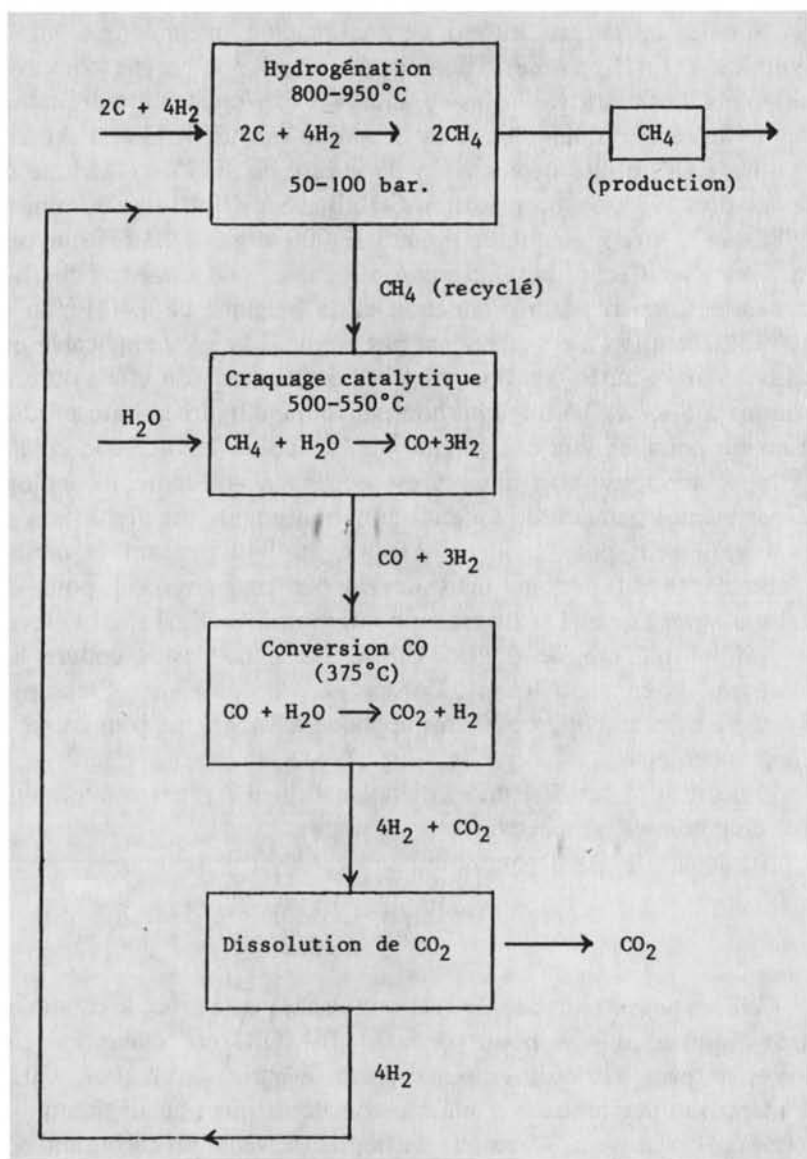 Hydrogénation
800-950°C
2C + 4H₂
2C + 4H₂ ⟶ 2CH₄
CH₄
50-100 bar.
(production)
CH₄ (recyclé)
Craquage catalytique
500-550°C
H₂O
CH₄ + H₂O ⟶ CO+3H₂
CO + 3H₂
Conversion CO
(375°C)
CO + H₂O ⟶ CO₂ + H₂
4H₂ + CO₂
Dissolution de CO₂
CO₂
4H₂